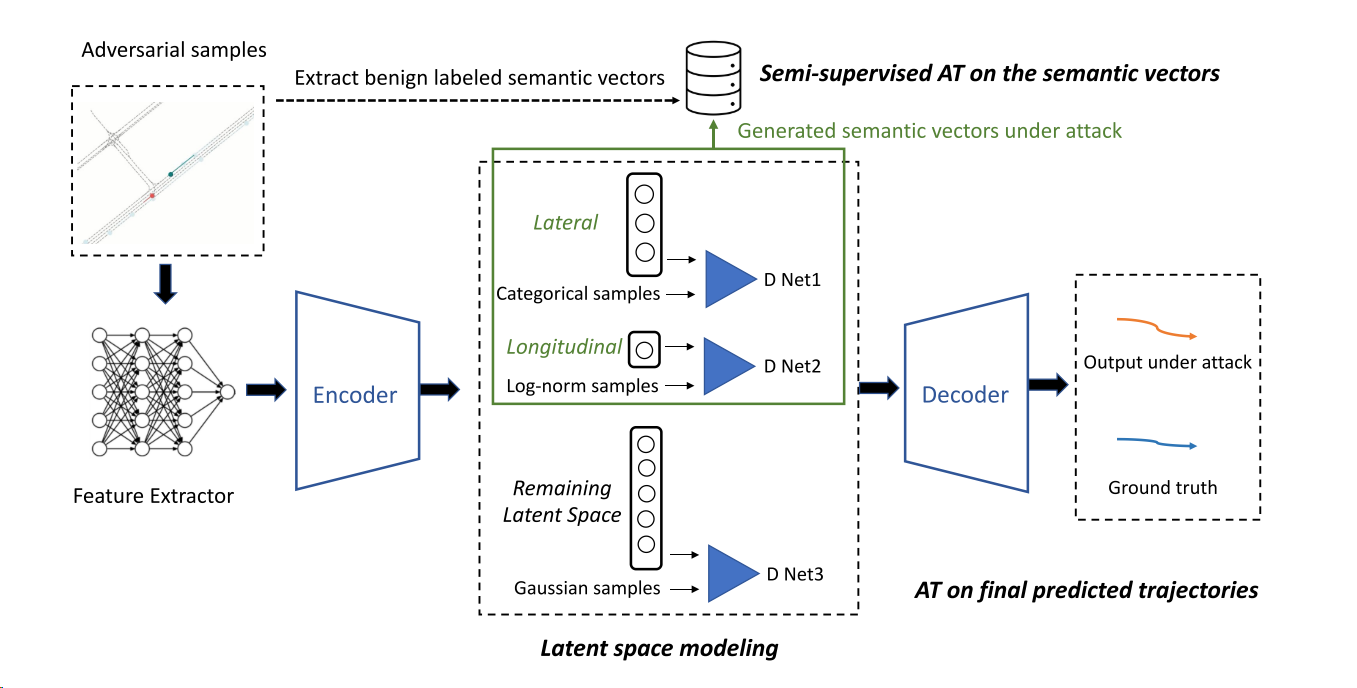 Adversarial samples
Extract benign labeled semantic vectors
Semi-supervised AT on the semantic vectors
Generated semantic vectors under attack
Lateral
Categorical samples
D Net1
Longitudinal
Log-norm samples
D Net2
Encoder
Decoder
Output under attack
Ground truth
Feature Extractor
Remaining
Latent Space
Gaussian samples
D Net3
AT on final predicted trajectories
Latent space modeling